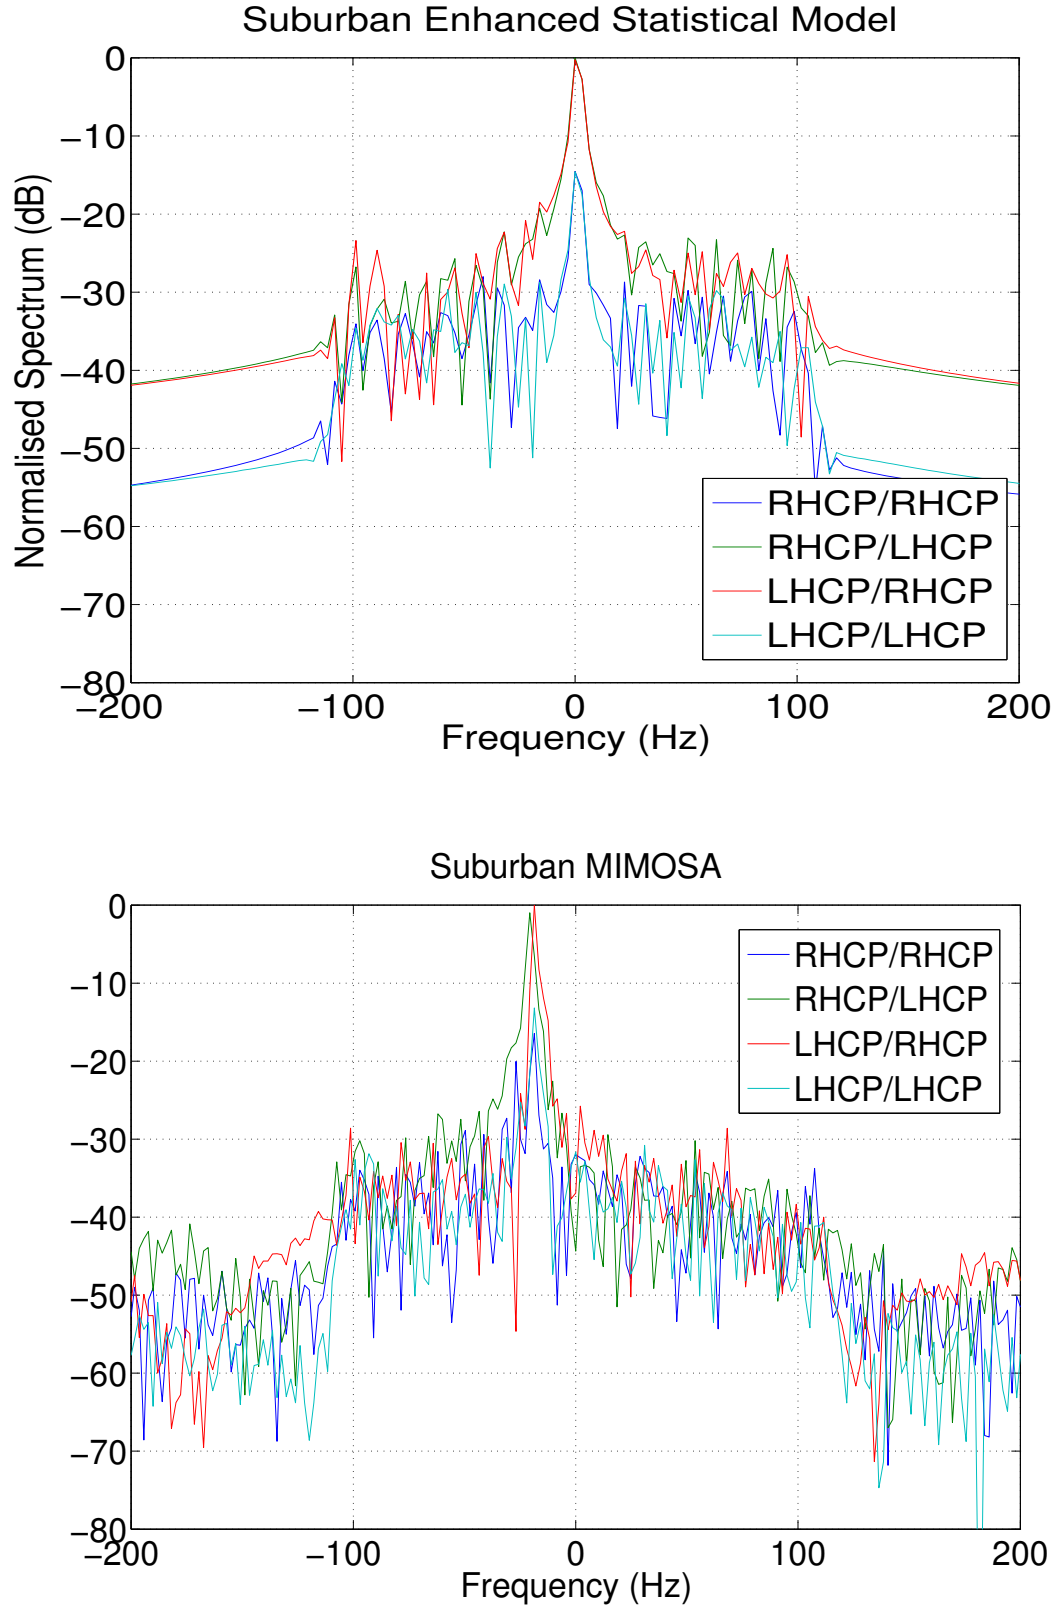 Suburban Enhanced Statistical Model
Normalised Spectrum (dB)
0
−10
−20
−30
−40
−50
−60
−70
−80
RHCP/RHCP
RHCP/LHCP
LHCP/RHCP
LHCP/LHCP
−200 −100 0 100 200
Frequency (Hz)
Suburban MIMOSA
0
−10
−20
−30
−40
−50
−60
−70
−80
RHCP/RHCP
RHCP/LHCP
LHCP/RHCP
LHCP/LHCP
−200 −100 0 100 200
Frequency (Hz)